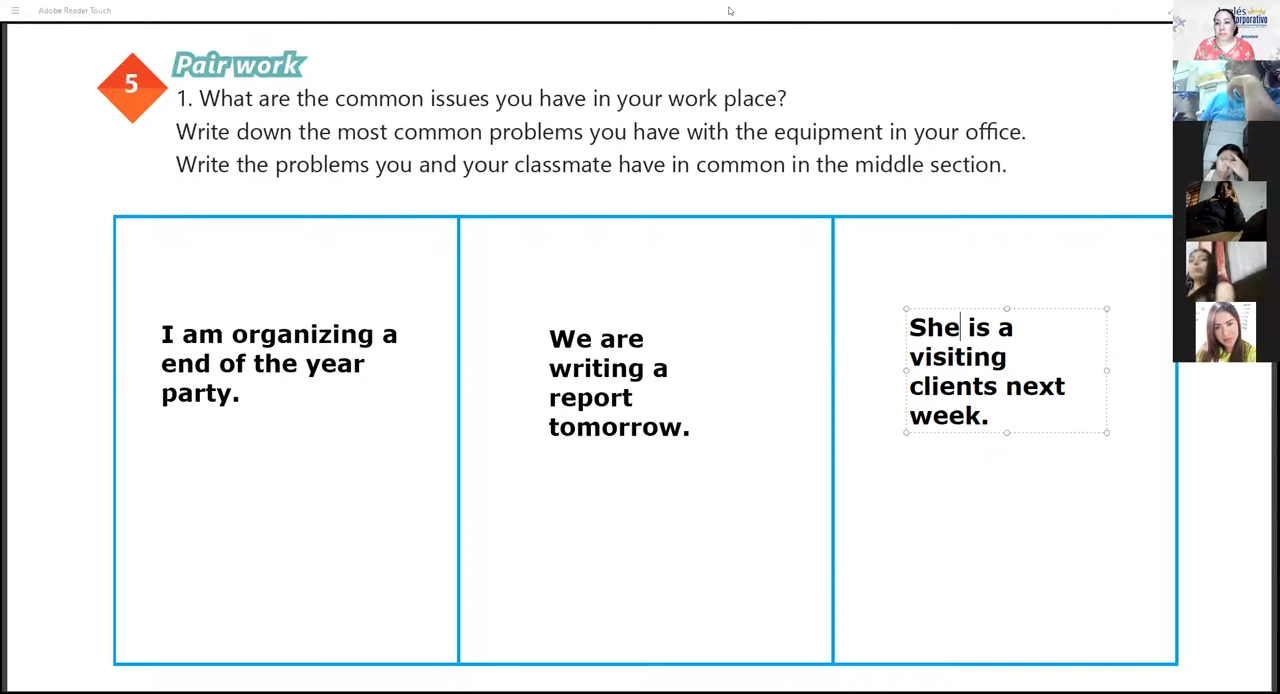 Adobe Reader Touch
5
Pair work
1. What are the common issues you have in your work place?
Write down the most common problems you have with the equipment in your office.
Write the problems you and your classmate have in common in the middle section.
I am organizing a
end of the year
party.
We are
writing a
report
tomorrow.
She is a
visiting
clients next
week.